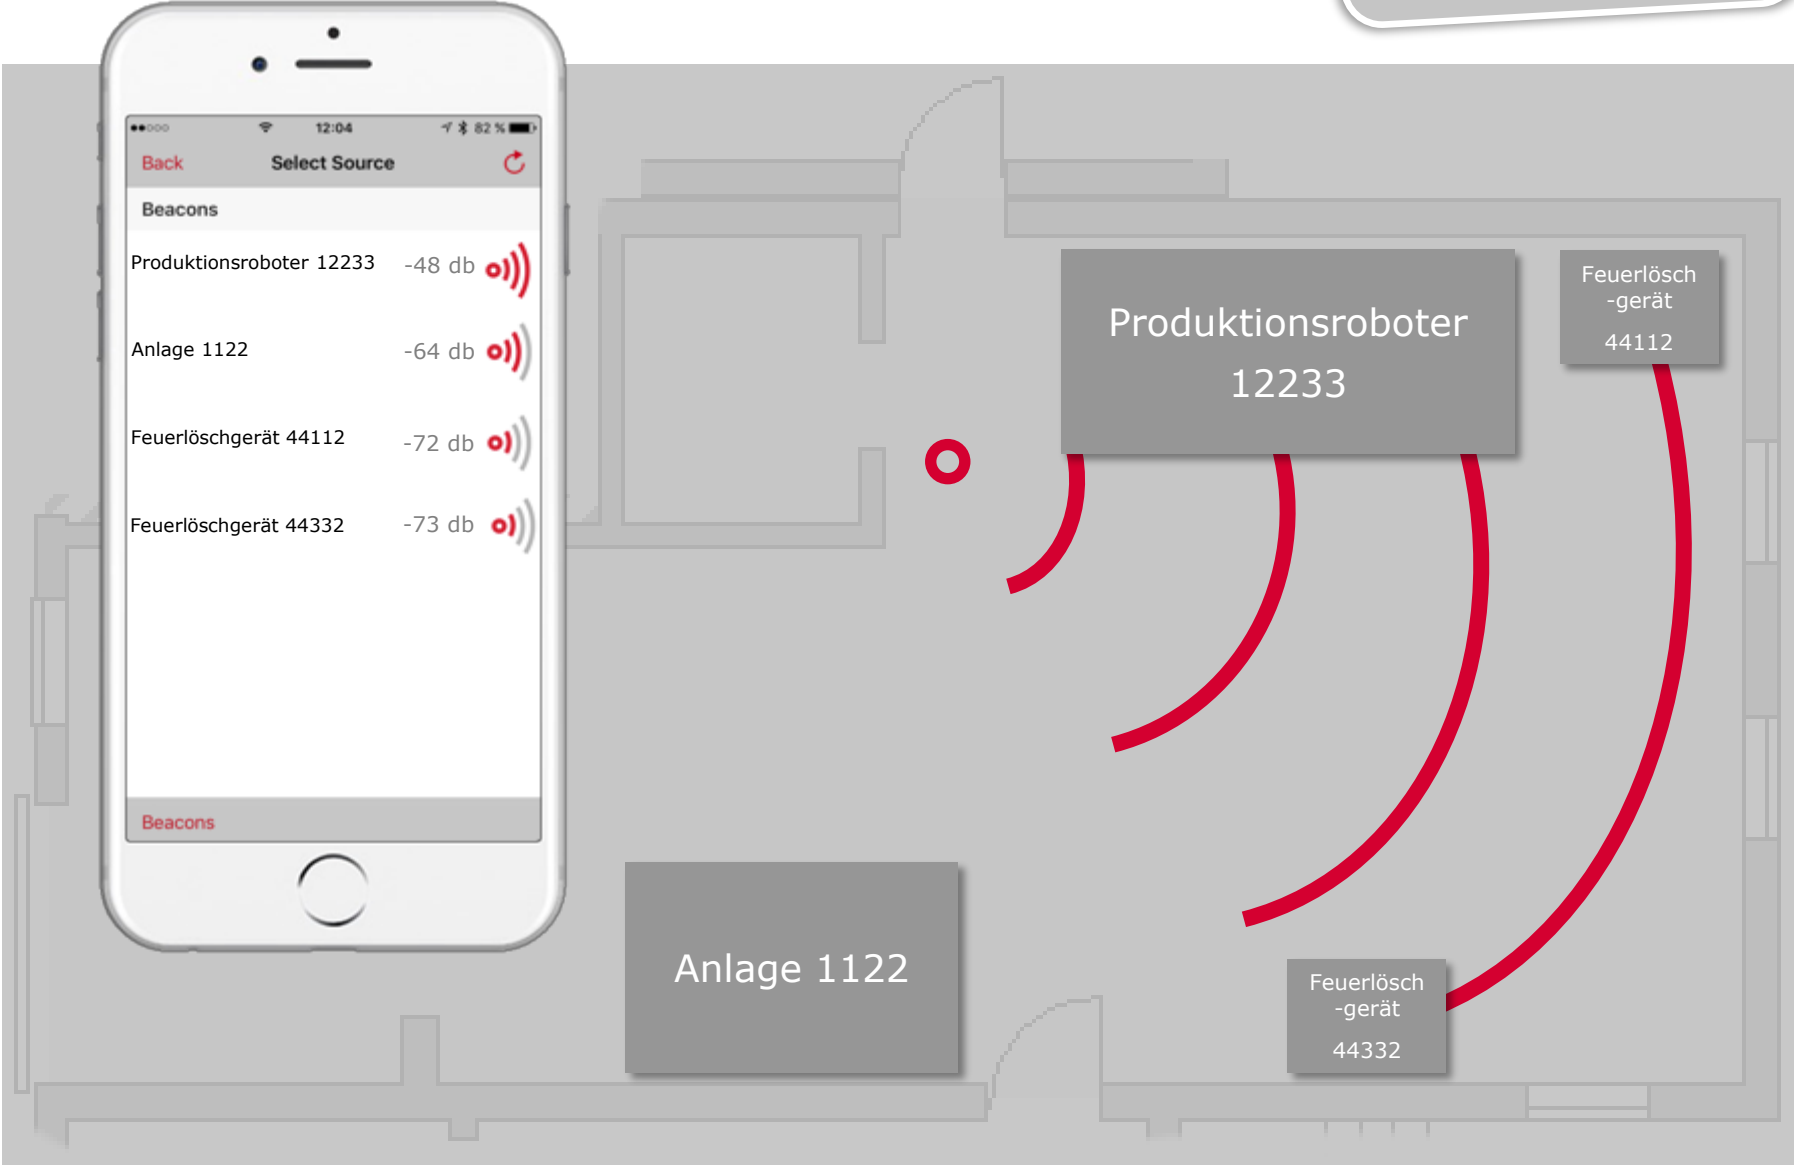 12:04
82 %
Back
Select Source
Beacons
Produktionsroboter 12233
-48 db
Anlage 1122
-64 db
Feuerlöschgerät 44112
-72 db
Feuerlöschgerät 44332
-73 db
Beacons
Produktionsroboter
12233
Feuerlösch
-gerät
44112
Anlage 1122
Feuerlösch
-gerät
44332